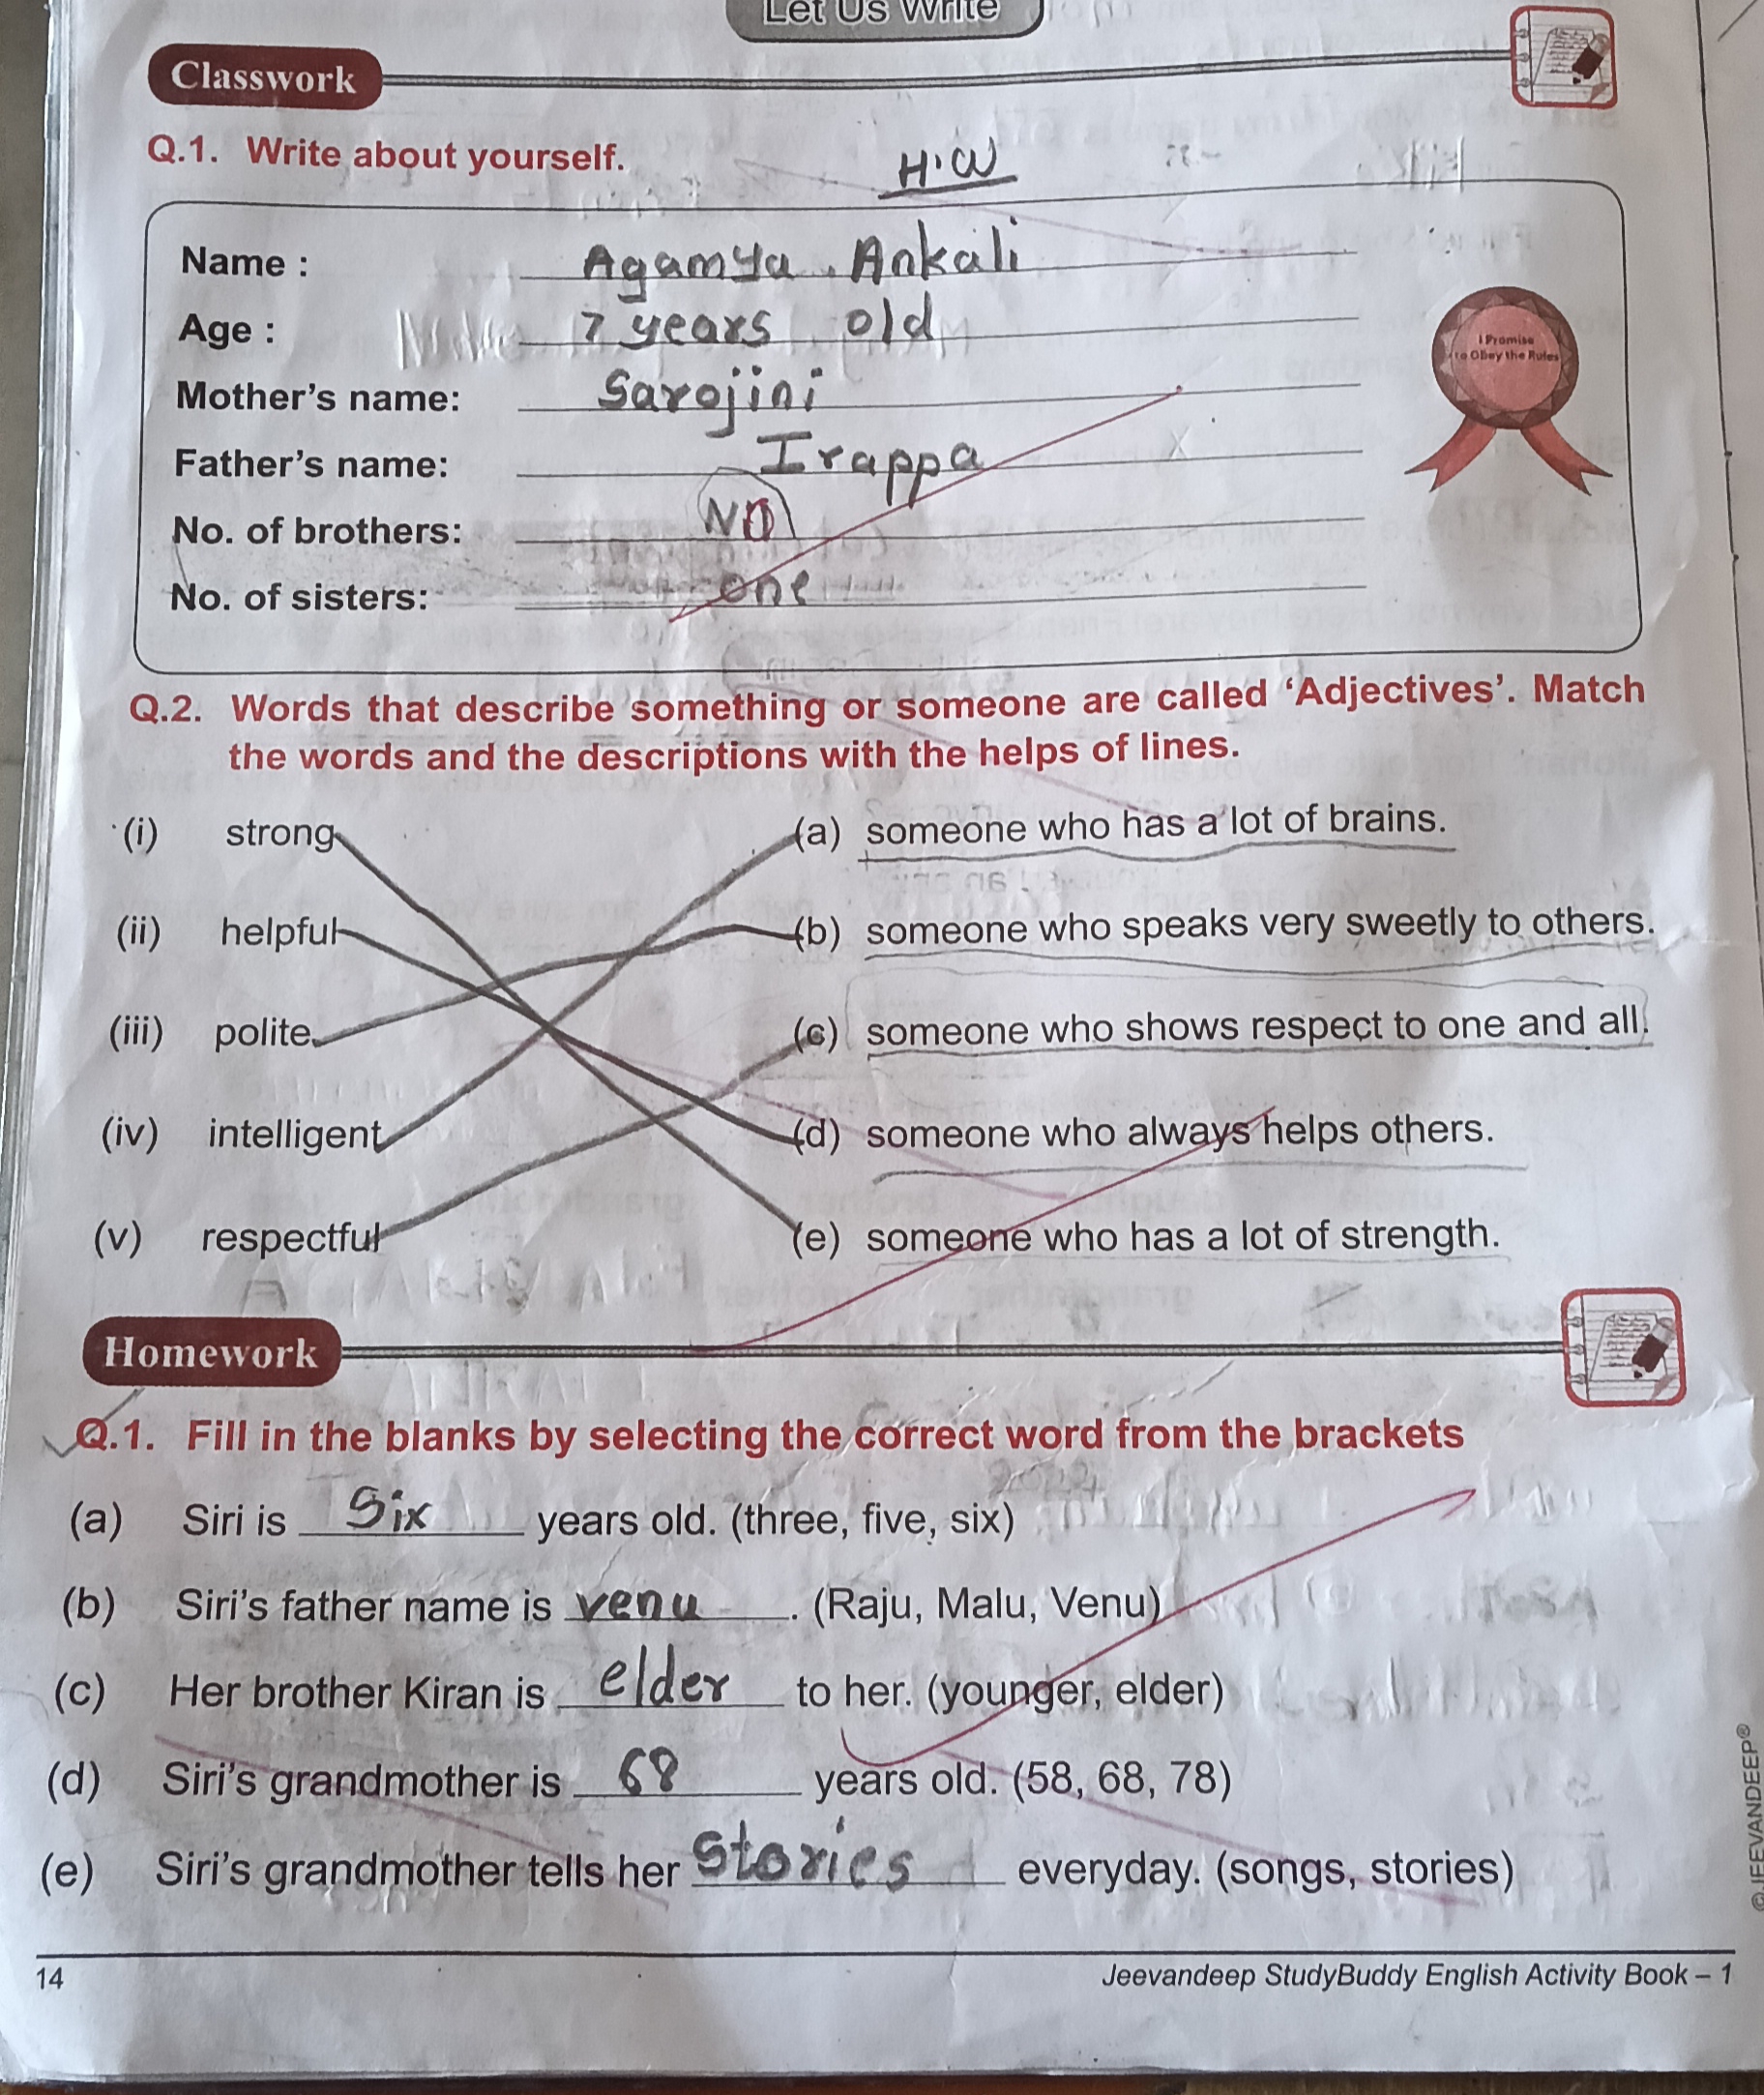 Let Us Write
Classwork
Q.1. Write about yourself.
H.W
Name : Agamya . Ankali
Age : 7 years old
Mother's name: Sarojini
Father's name: Irappa
No. of brothers: NO
No. of sisters: one
I Promise
to Obey the Rules
Q.2. Words that describe something or someone are called 'Adjectives'. Match
the words and the descriptions with the helps of lines.
(i) strong (a) someone who has a lot of brains.
(ii) helpful (b) someone who speaks very sweetly to others.
(iii) polite (c) someone who shows respect to one and all.
(iv) intelligent (d) someone who always helps others.
(v) respectful (e) someone who has a lot of strength.
Homework
Q.1. Fill in the blanks by selecting the correct word from the brackets
(a) Siri is Six years old. (three, five, six)
(b) Siri's father name is venu. (Raju, Malu, Venu)
(c) Her brother Kiran is elder to her. (younger, elder)
(d) Siri's grandmother is 68 years old. (58, 68, 78)
(e) Siri's grandmother tells her Stories everyday. (songs, stories)
©JEEVANDEEP®
14 Jeevandeep StudyBuddy English Activity Book – 1